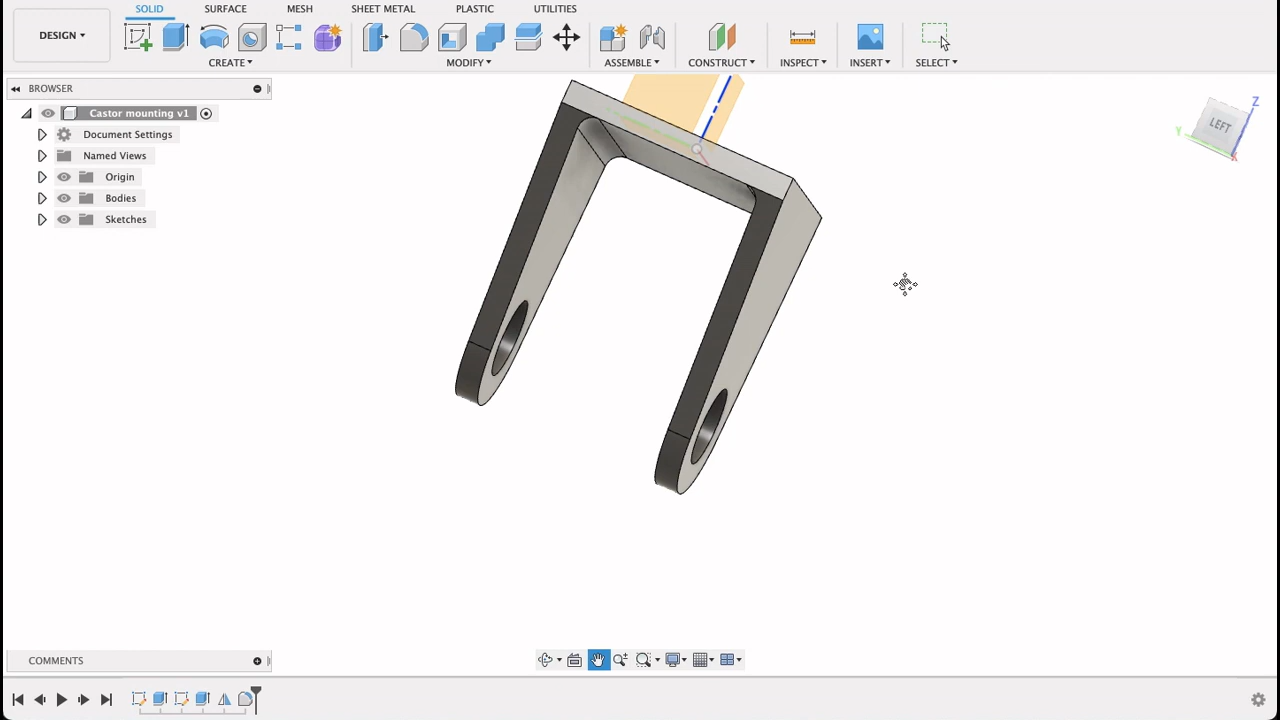 SOLID SURFACE MESH SHEET METAL PLASTIC UTILITIES
DESIGN
CREATE MODIFY ASSEMBLE CONSTRUCT INSPECT INSERT SELECT
BROWSER
Castor mounting v1
Document Settings
Named Views
Origin
Bodies
Sketches
Z
LEFT
Y
X
COMMENTS